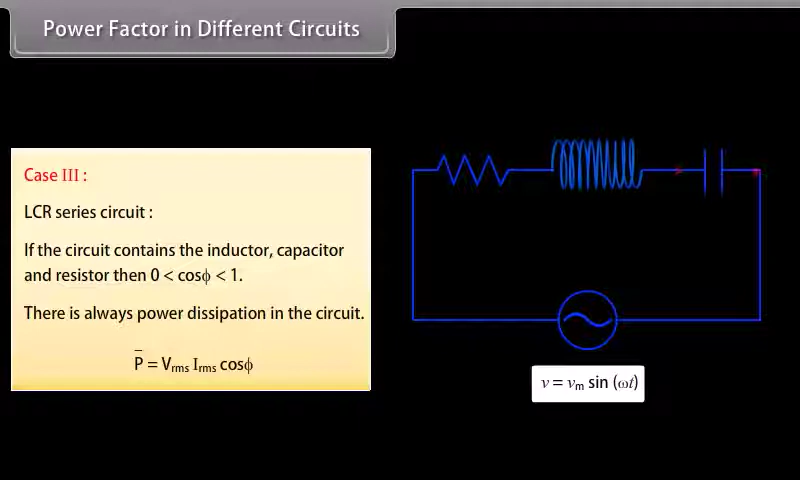 Power Factor in Different Circuits
Case III :
LCR series circuit :
If the circuit contains the inductor, capacitor
and resistor then 0 < cosϕ < 1.
There is always power dissipation in the circuit.
P̅ = Vrms Irms cosϕ
v = vm sin (ωt)